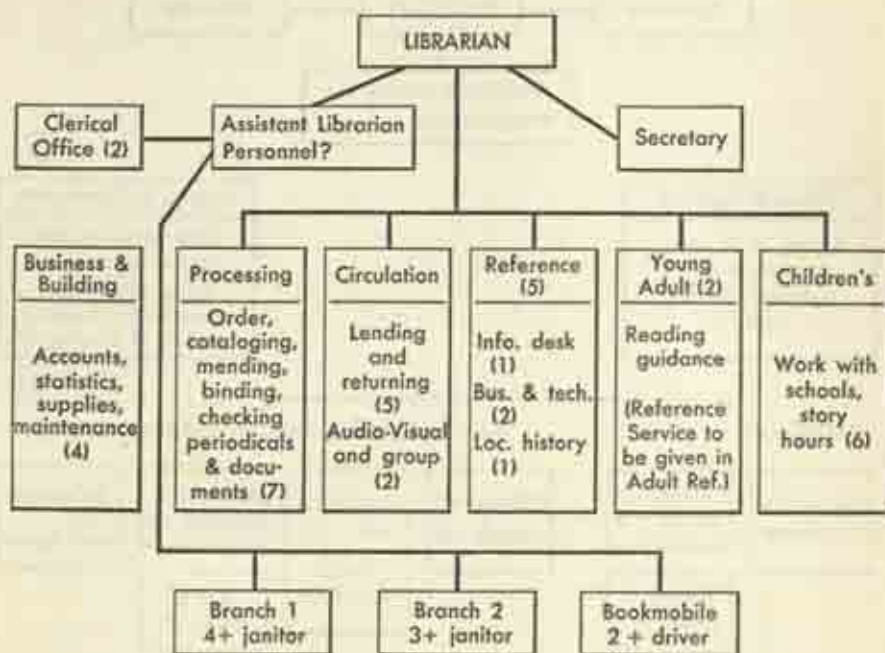 LIBRARIAN
Clerical
Office (2)
Assistant Librarian
Personnel?
Secretary
Business &
Building
Accounts,
statistics,
supplies,
maintenance
(4)
Processing
Order,
cataloging,
mending,
binding,
checking
periodicals
& docu-
ments (7)
Circulation
Lending
and
returning
(5)
Audio-Visual
and group
(2)
Reference
(5)
Info. desk
(1)
Bus. & tech.
(2)
Loc. history
(1)
Young
Adult (2)
Reading
guidance
(Reference
Service to
be given in
Adult Ref.)
Children's
Work with
schools,
story
hours (6)
Branch 1
4+ janitor
Branch 2
3+ janitor
Bookmobile
2 + driver